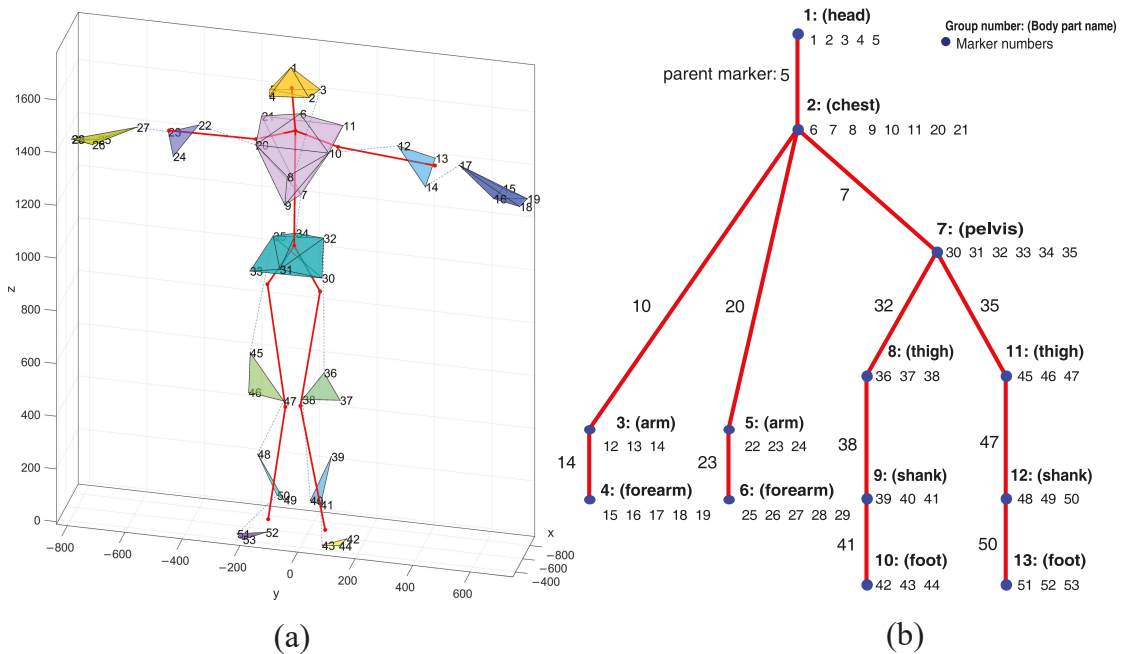 1600
1400
1200
1000
800
600
400
200
0
z
−800
−600
−400
−200
0
200
400
600
y
x
−800
−600
−400
1
4
2
3
21
6
11
20
10
8
7
9
26
25
27
23
22
24
12
13
14
17
15
16
19
18
35
34
32
33
31
30
45
46
47
36
38
37
48
50
49
39
40
41
51
52
53
42
43
44
(a)
1: (head)
1 2 3 4 5
Group number: (Body part name)
Marker numbers
parent marker: 5
2: (chest)
6 7 8 9 10 11 20 21
7
7: (pelvis)
30 31 32 33 34 35
10
20
32
35
8: (thigh)
36 37 38
11: (thigh)
45 46 47
3: (arm)
12 13 14
5: (arm)
22 23 24
38
47
14
23
9: (shank)
39 40 41
12: (shank)
48 49 50
4: (forearm)
15 16 17 18 19
6: (forearm)
25 26 27 28 29
41
50
10: (foot)
42 43 44
13: (foot)
51 52 53
(b)